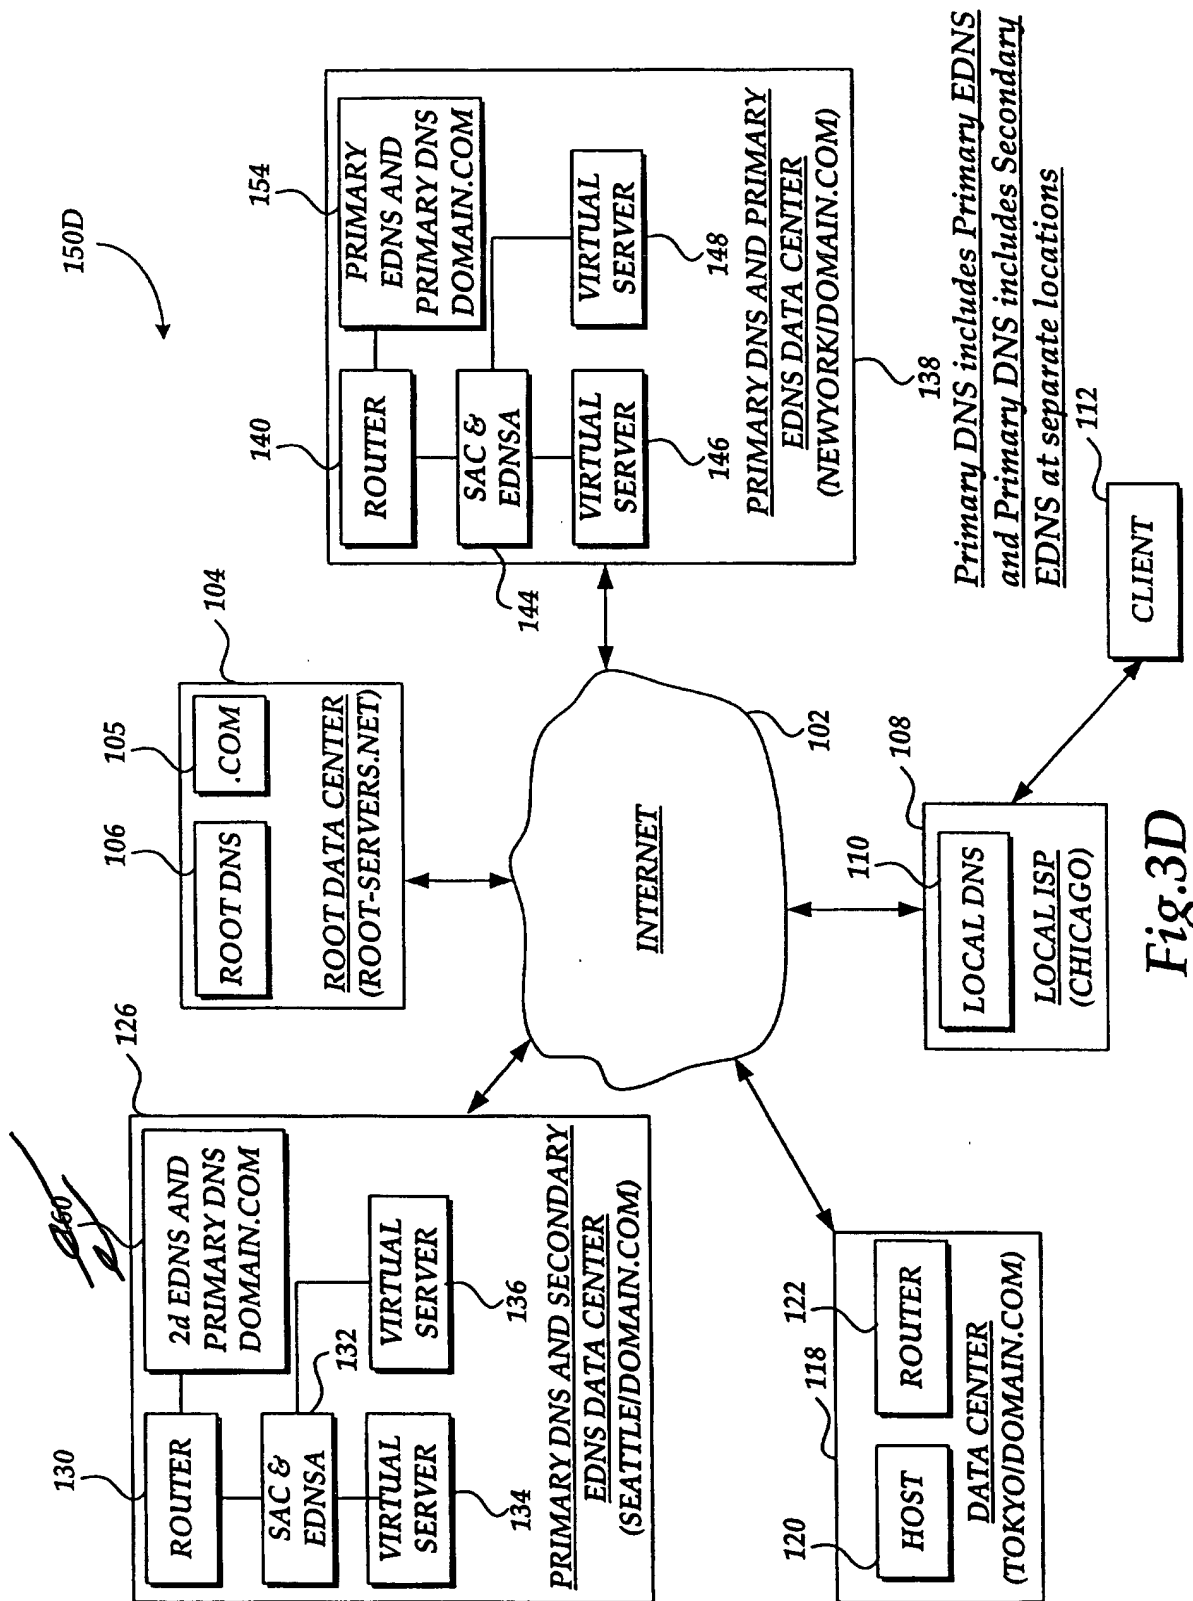 150D
126
160
2d EDNS AND
PRIMARY DNS
DOMAIN.COM
130
ROUTER
SAC &
EDNSA
132
VIRTUAL
SERVER
134
VIRTUAL
SERVER
136
PRIMARY DNS AND SECONDARY
EDNS DATA CENTER
(SEATTLE/DOMAIN.COM)
104
106
ROOT DNS
105
.COM
ROOT DATA CENTER
(ROOT-SERVERS.NET)
154
PRIMARY
EDNS AND
PRIMARY DNS
DOMAIN.COM
140
ROUTER
SAC &
EDNSA
144
VIRTUAL
SERVER
146
VIRTUAL
SERVER
148
PRIMARY DNS AND PRIMARY
EDNS DATA CENTER
(NEWYORK/DOMAIN.COM)
138
INTERNET
102
118
120
HOST
122
ROUTER
DATA CENTER
(TOKYO/DOMAIN.COM)
108
110
LOCAL DNS
LOCAL ISP
(CHICAGO)
112
CLIENT
Primary DNS includes Primary EDNS
and Primary DNS includes Secondary
EDNS at separate locations
Fig.3D